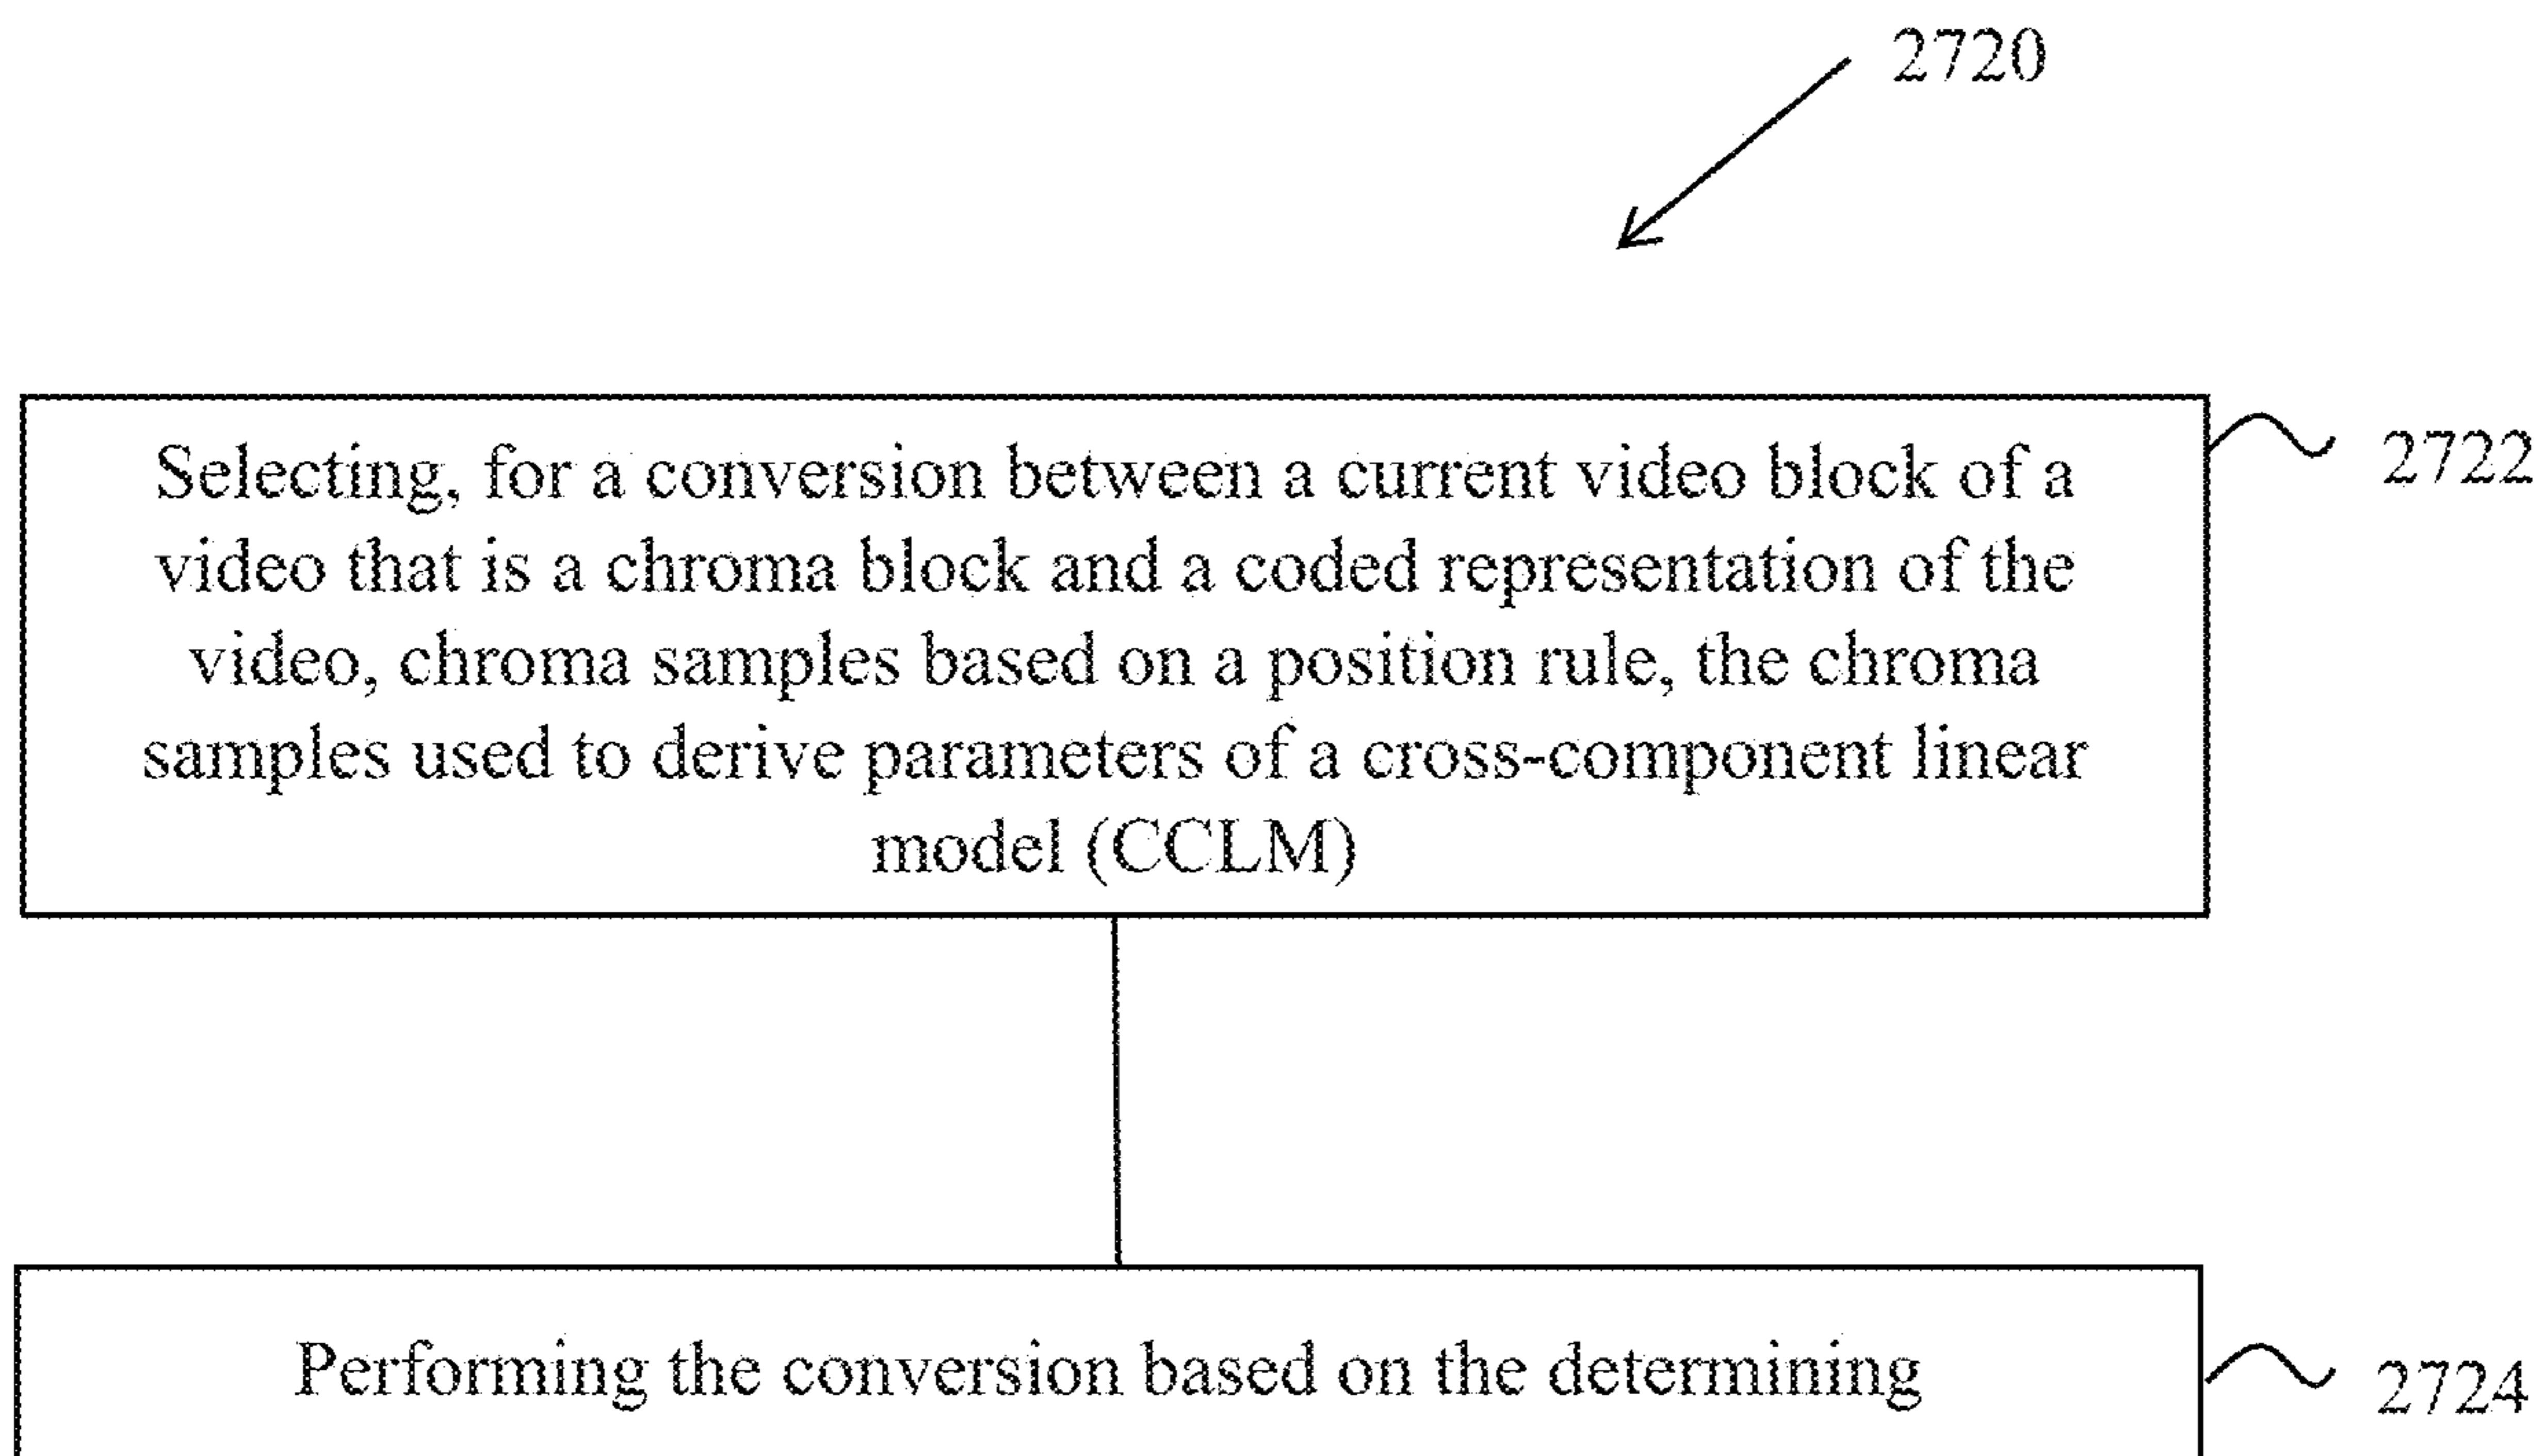 2720
Selecting, for a conversion between a current video block of a
video that is a chroma block and a coded representation of the
video, chroma samples based on a position rule, the chroma
samples used to derive parameters of a cross-component linear
model (CCLM)
2722
Performing the conversion based on the determining
2724